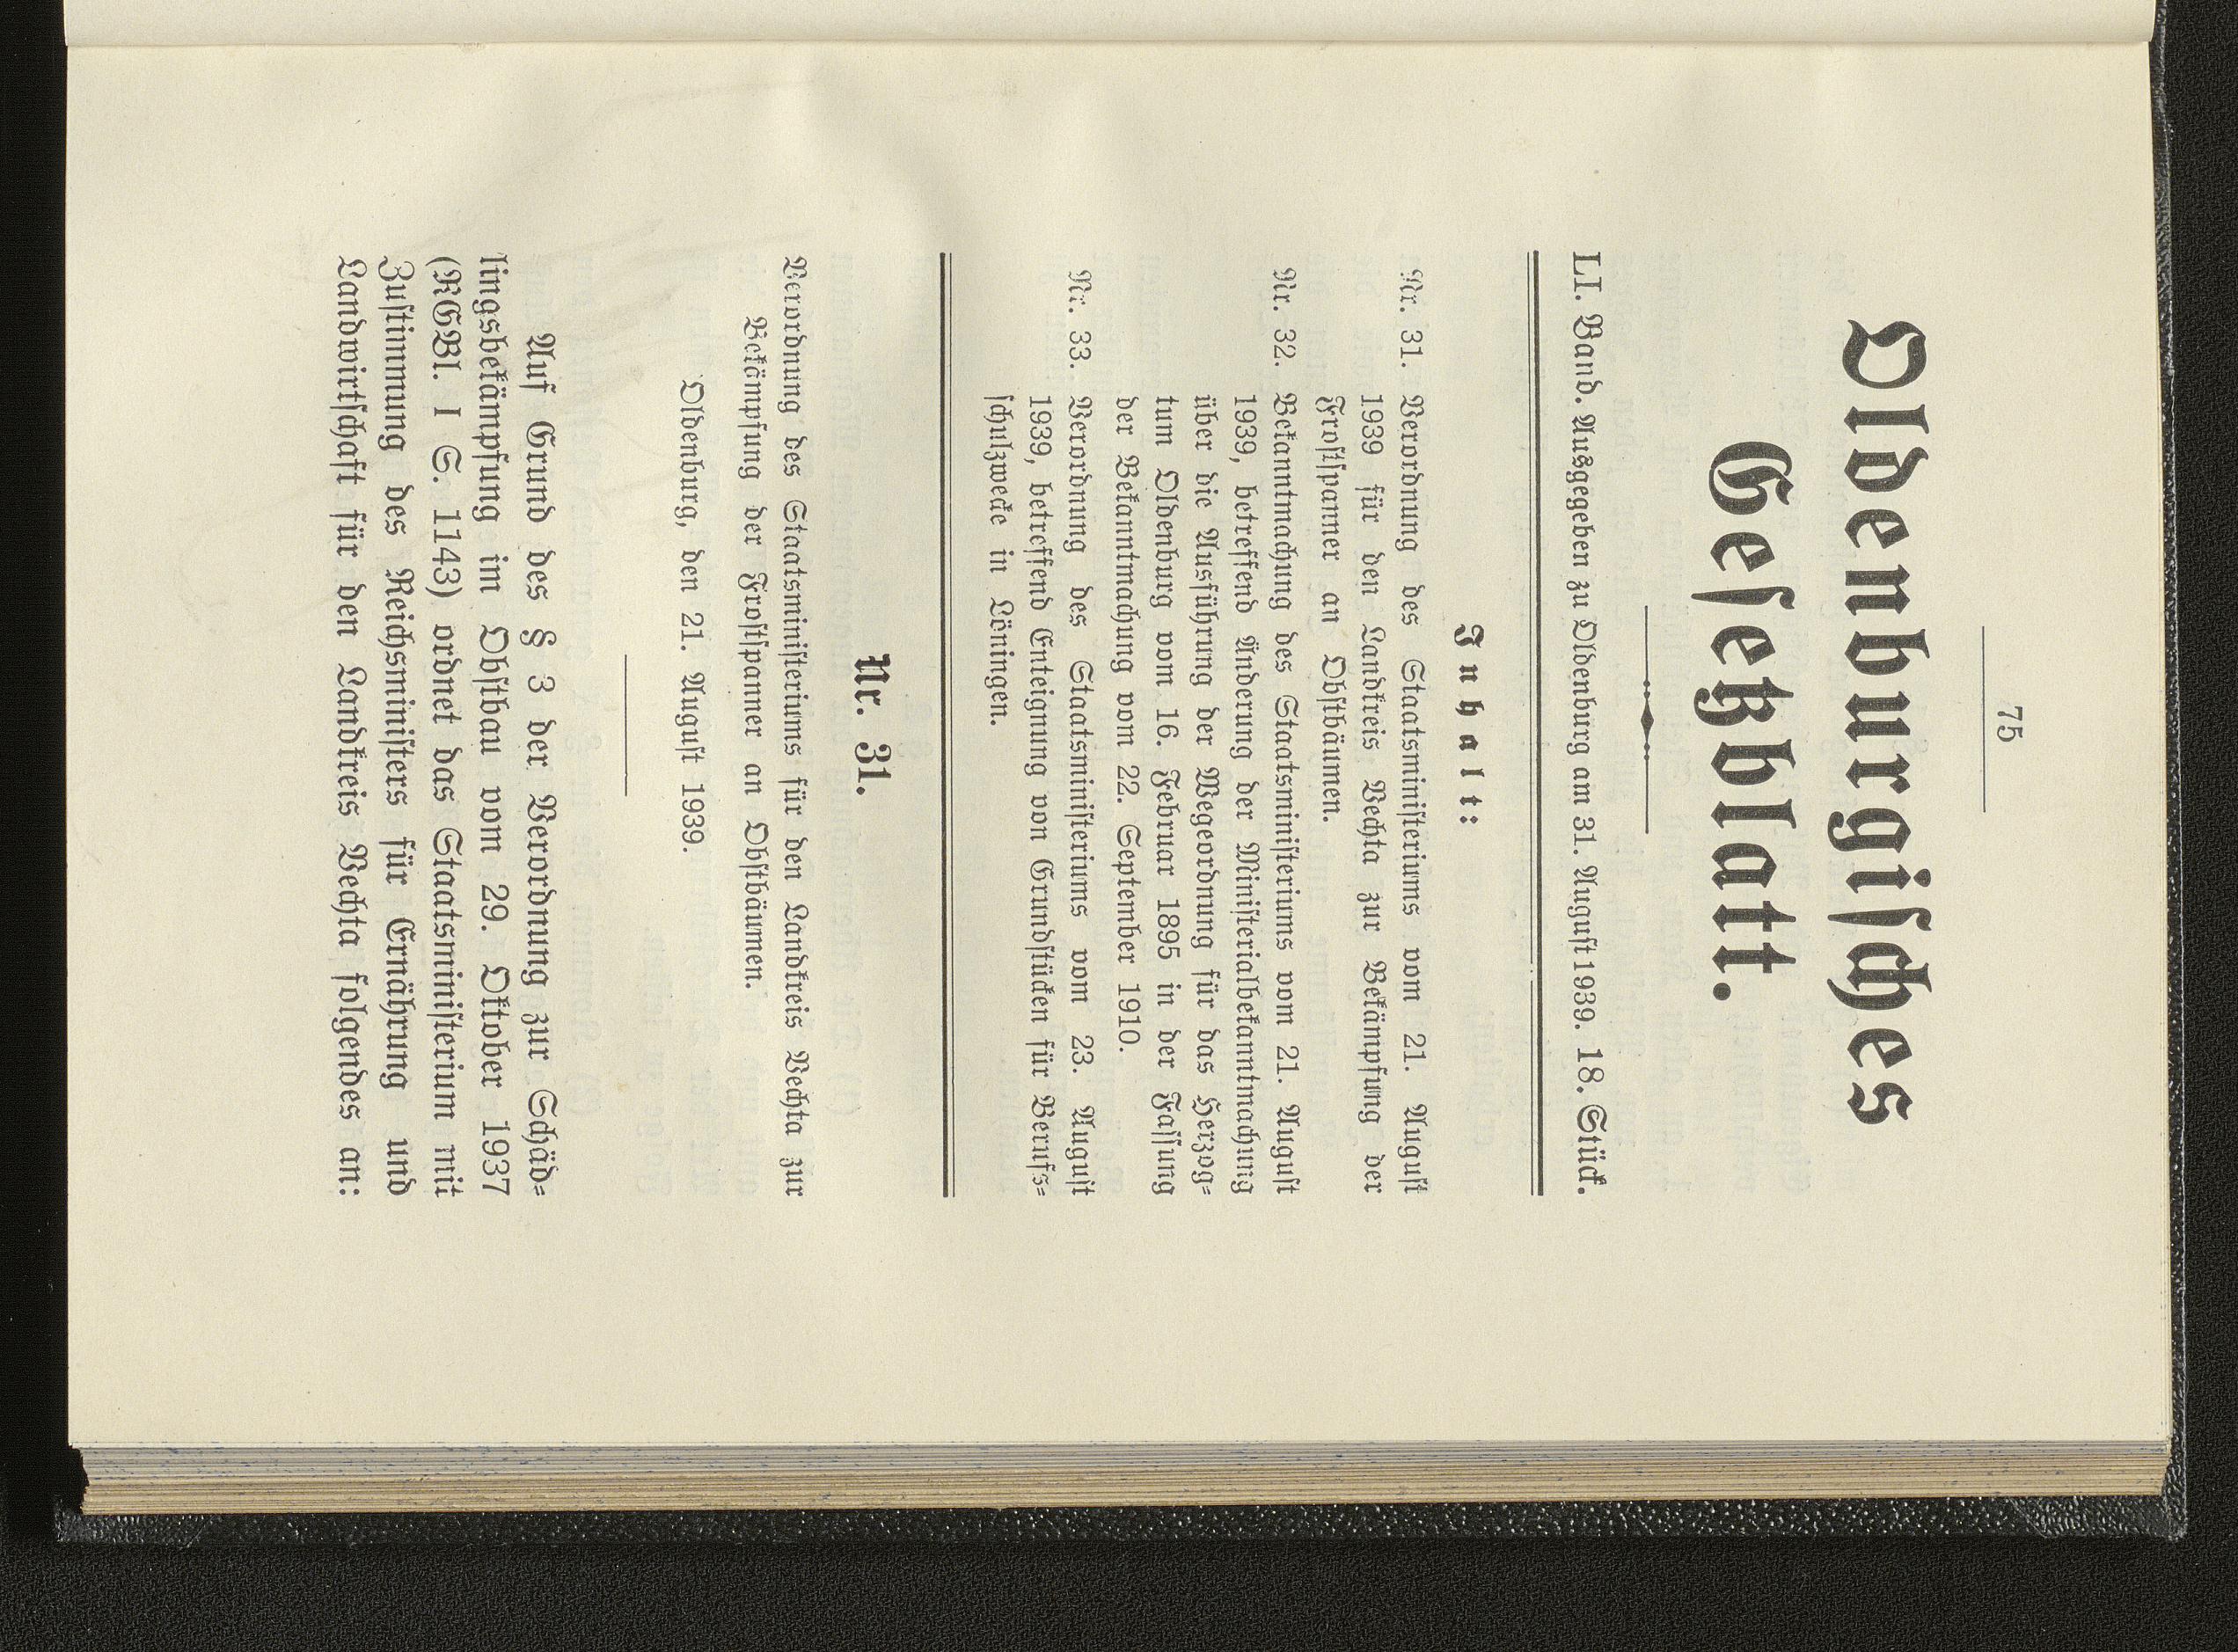 75
Oldenburgisches
Gesetzblatt.
LI. Band. Ausgegeben zu Oldenburg am 31. August 1939. 18. Stück.
Inhalt:
Nr. 31. Verordnung des Staatsministeriums vom 21. August
1939 für den Landkreis Vechta zur Bekämpfung der
Frostspanner an Obstbäumen.
Nr. 32. Bekanntmachung des Staatsministeriums vom 21. August
1939, betreffend Änderung der Ministerialbekanntmachung
über die Ausführung der Wegeordnung für das Herzog-
tum Oldenburg vom 16. Februar 1895 in der Fassung
der Bekanntmachung vom 22. September 1910.
Nr. 33. Verordnung des Staatsministeriums vom 23. August
1939, betreffend Enteignung von Grundstücken für Berufs-
schulzwecke in Löningen.
Nr. 31.
Verordnung des Staatsministeriums für den Landkreis Vechta zur
Bekämpfung der Frostspanner an Obstbäumen.
Oldenburg, den 21. August 1939.
Auf Grund des § 3 der Verordnung zur Schäd-
lingsbekämpfung im Obstbau vom 29. Oktober 1937
(RGBl. I S. 1143) ordnet das Staatsministerium mit
Zustimmung des Reichsministers für Ernährung und
Landwirtschaft für den Landkreis Vechta folgendes an: